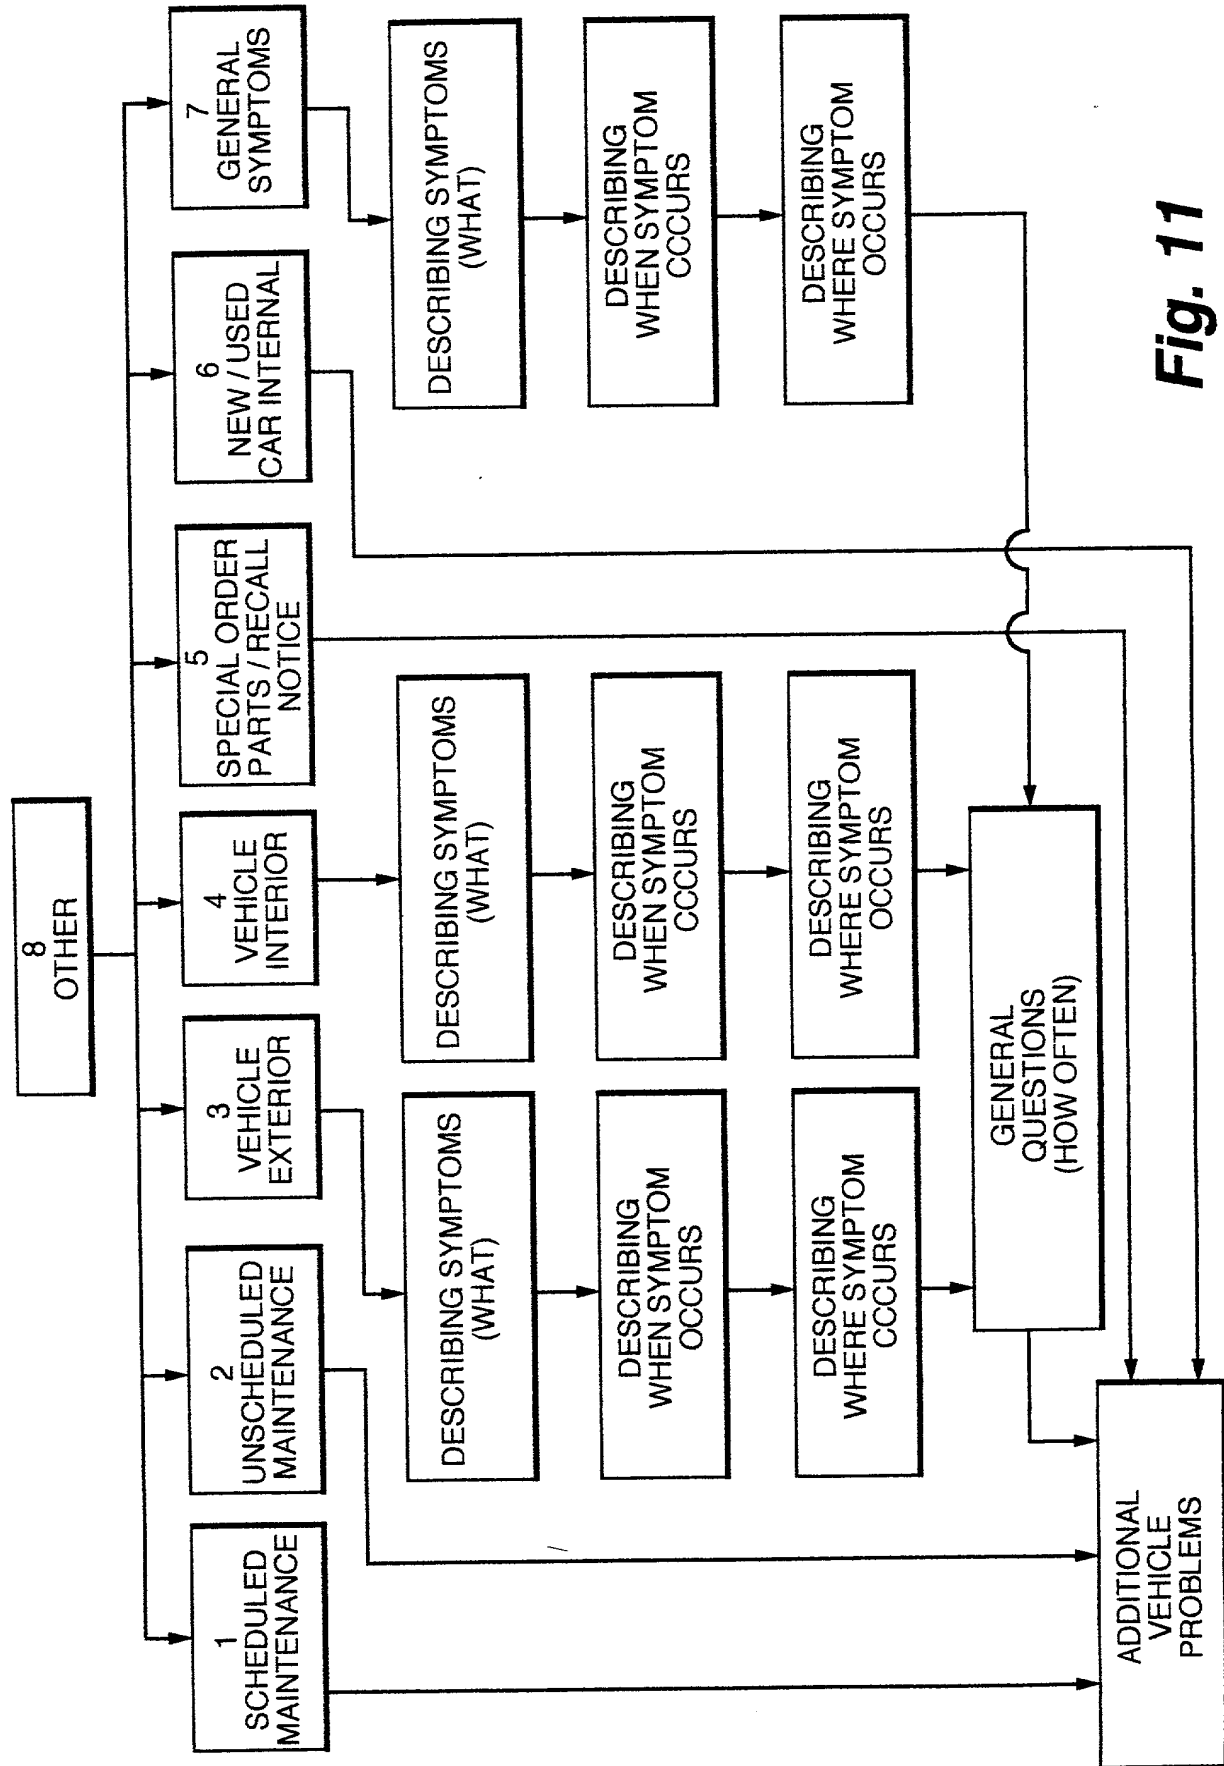 8
OTHER
1
SCHEDULED
MAINTENANCE
2
UNSCHEDULED
MAINTENANCE
3
VEHICLE
EXTERIOR
4
VEHICLE
INTERIOR
5
SPECIAL ORDER
PARTS / RECALL
NOTICE
6
NEW / USED
CAR INTERNAL
7
GENERAL
SYMPTOMS
DESCRIBING SYMPTOMS
(WHAT)
DESCRIBING SYMPTOMS
(WHAT)
DESCRIBING SYMPTOMS
(WHAT)
DESCRIBING
WHEN SYMPTOM
OCCURS
DESCRIBING
WHEN SYMPTOM
CCCURS
DESCRIBING
WHEN SYMPTOM
CCCURS
DESCRIBING
WHERE SYMPTOM
CCCURS
DESCRIBING
WHERE SYMPTOM
OCCURS
DESCRIBING
WHERE SYMPTOM
OCCURS
GENERAL
QUESTIONS
(HOW OFTEN)
ADDITIONAL
VEHICLE
PROBLEMS
Fig. 11